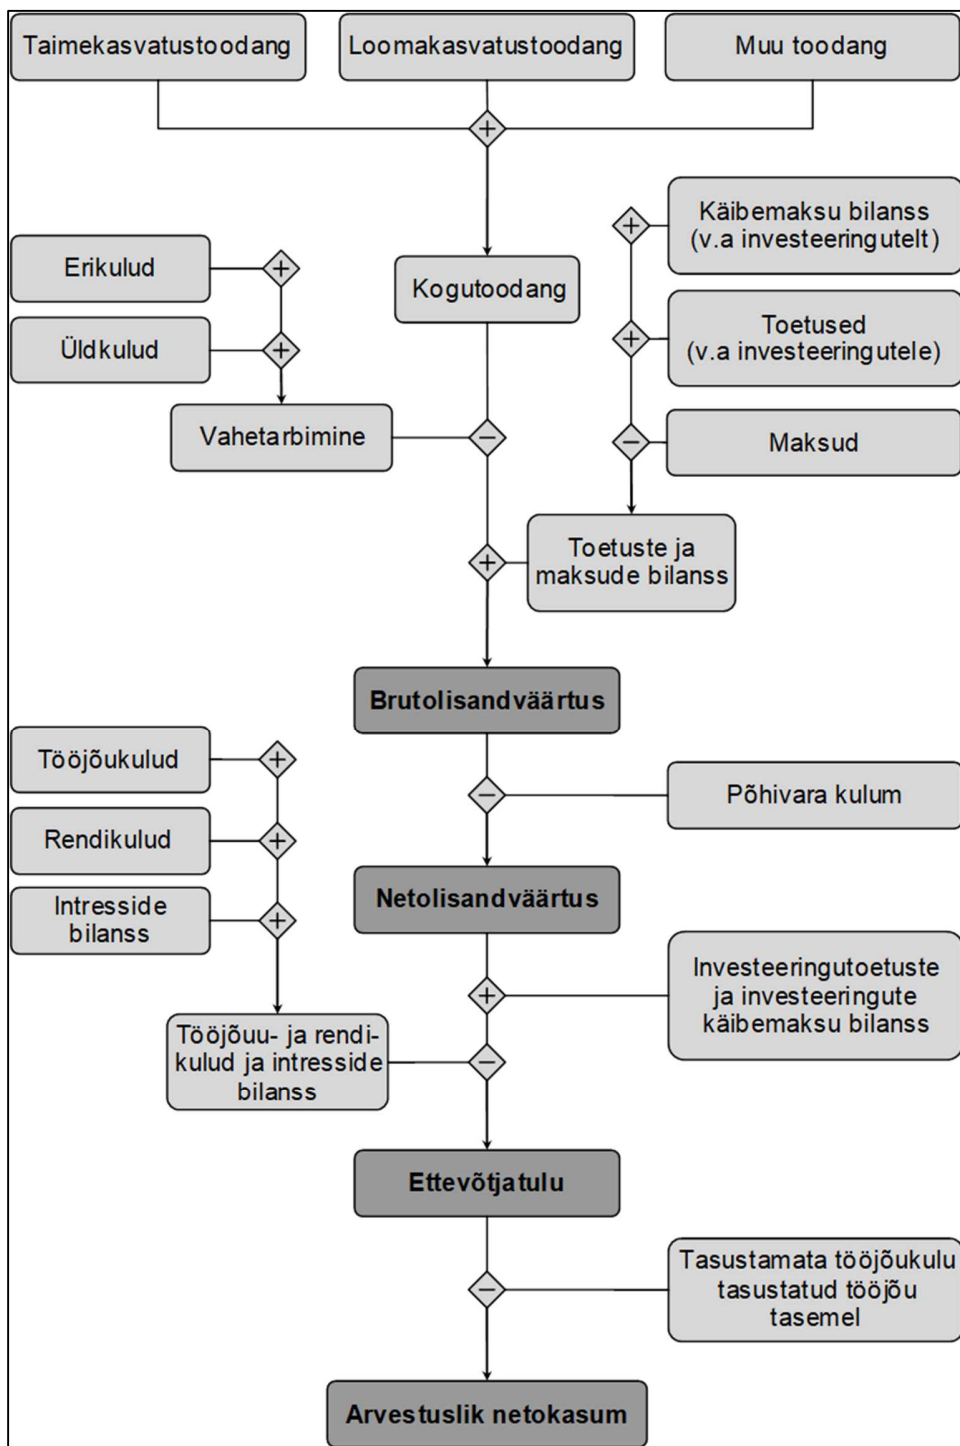 Taimekasvatustoodang
Loomakasvatustoodang
Muu toodang
+
Käibemaksu bilanss
(v.a investeeringutelt)
+
Erikulud
+
Kogutoodang
Toetused
(v.a investeeringutele)
+
Üldkulud
+
Vahetarbimine
−
Maksud
−
Toetuste ja
maksude bilanss
+
Brutolisandväärtus
Tööjõukulud
+
Põhivara kulum
−
Rendikulud
+
Netolisandväärtus
Intresside
bilanss
+
Investeeringutoetuste
ja investeeringute
käibemaksu bilanss
+
Tööjõuu- ja rendi-
kulud ja intresside
bilanss
−
Ettevõtjatulu
Tasustamata tööjõukulu
tasustatud tööjõu
tasemel
−
Arvestuslik netokasum